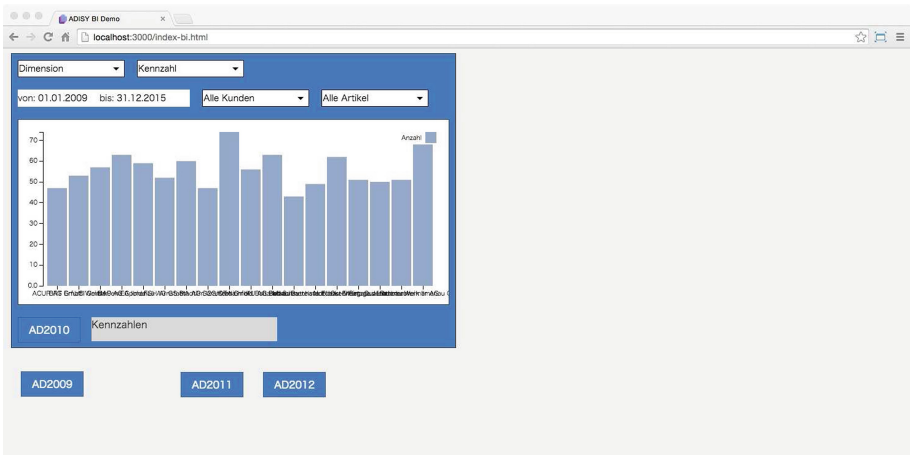 ADiSY BI Demo
localhost:3000/index-bi.html
Dimension Kennzahl
von: 01.01.2009 bis: 31.12.2015 Alle Kunden Alle Artikel
Anzahl
70
60
50
40
30
20
10
0.0
AD2010 Kennzahlen
AD2009 AD2011 AD2012